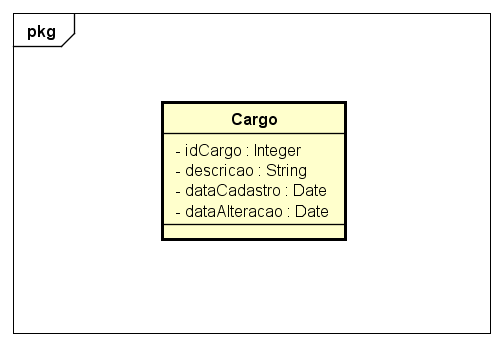 pkg
Cargo
- idCargo : Integer
- descricao : String
- dataCadastro : Date
- dataAlteracao : Date